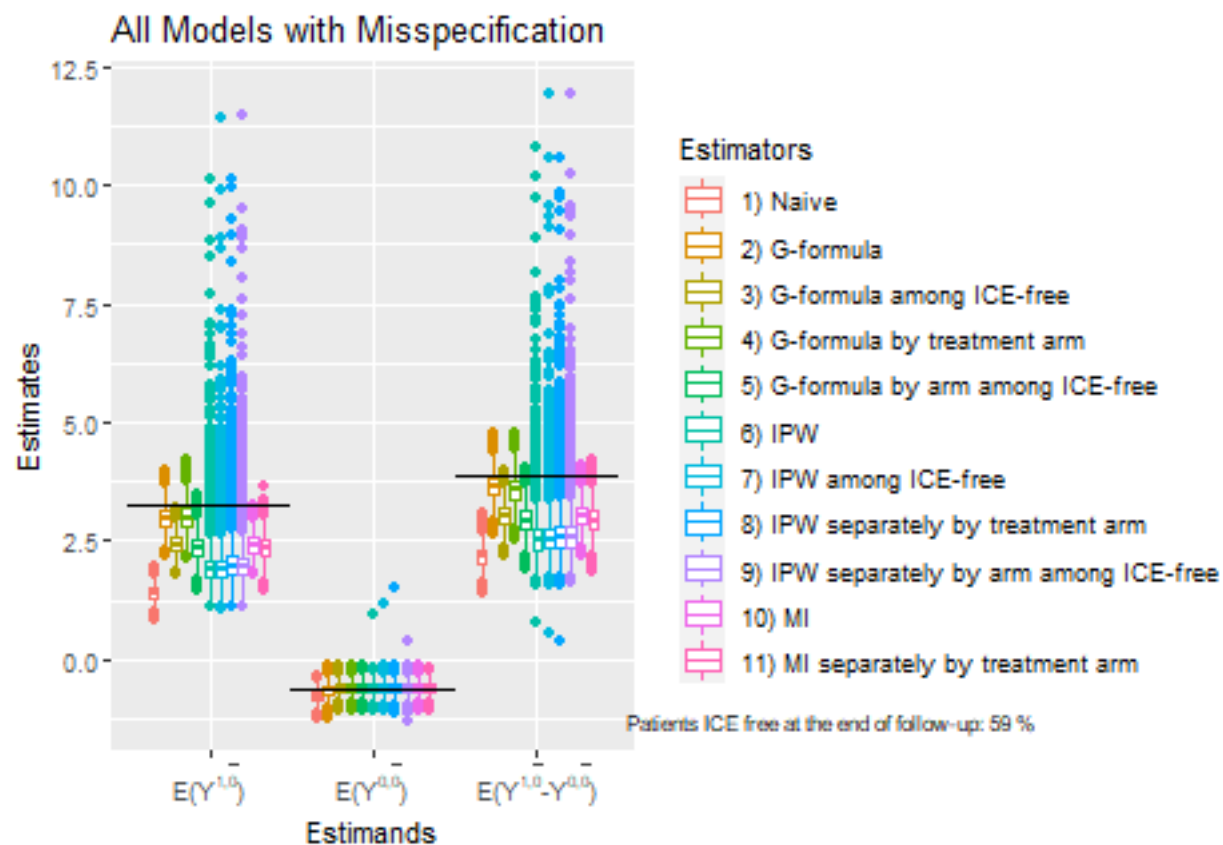 All Models with Misspecification
12.5
10.0
7.5
5.0
2.5
0.0
Estimates
E(Y^{1,0̅})
E(Y^{0,0̅})
E(Y^{1,0̅}-Y^{0,0̅})
Estimands
Estimators
1) Naive
2) G-formula
3) G-formula among ICE-free
4) G-formula by treatment arm
5) G-formula by arm among ICE-free
6) IPW
7) IPW among ICE-free
8) IPW separately by treatment arm
9) IPW separately by arm among ICE-free
10) MI
11) MI separately by treatment arm
Patients ICE free at the end of follow-up: 59 %